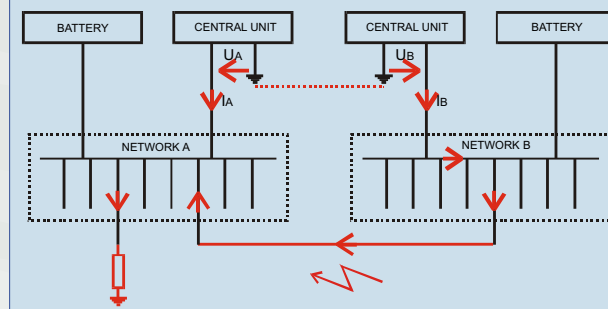 BATTERY
CENTRAL UNIT
CENTRAL UNIT
BATTERY
UA
UB
IA
IB
NETWORK A
NETWORK B